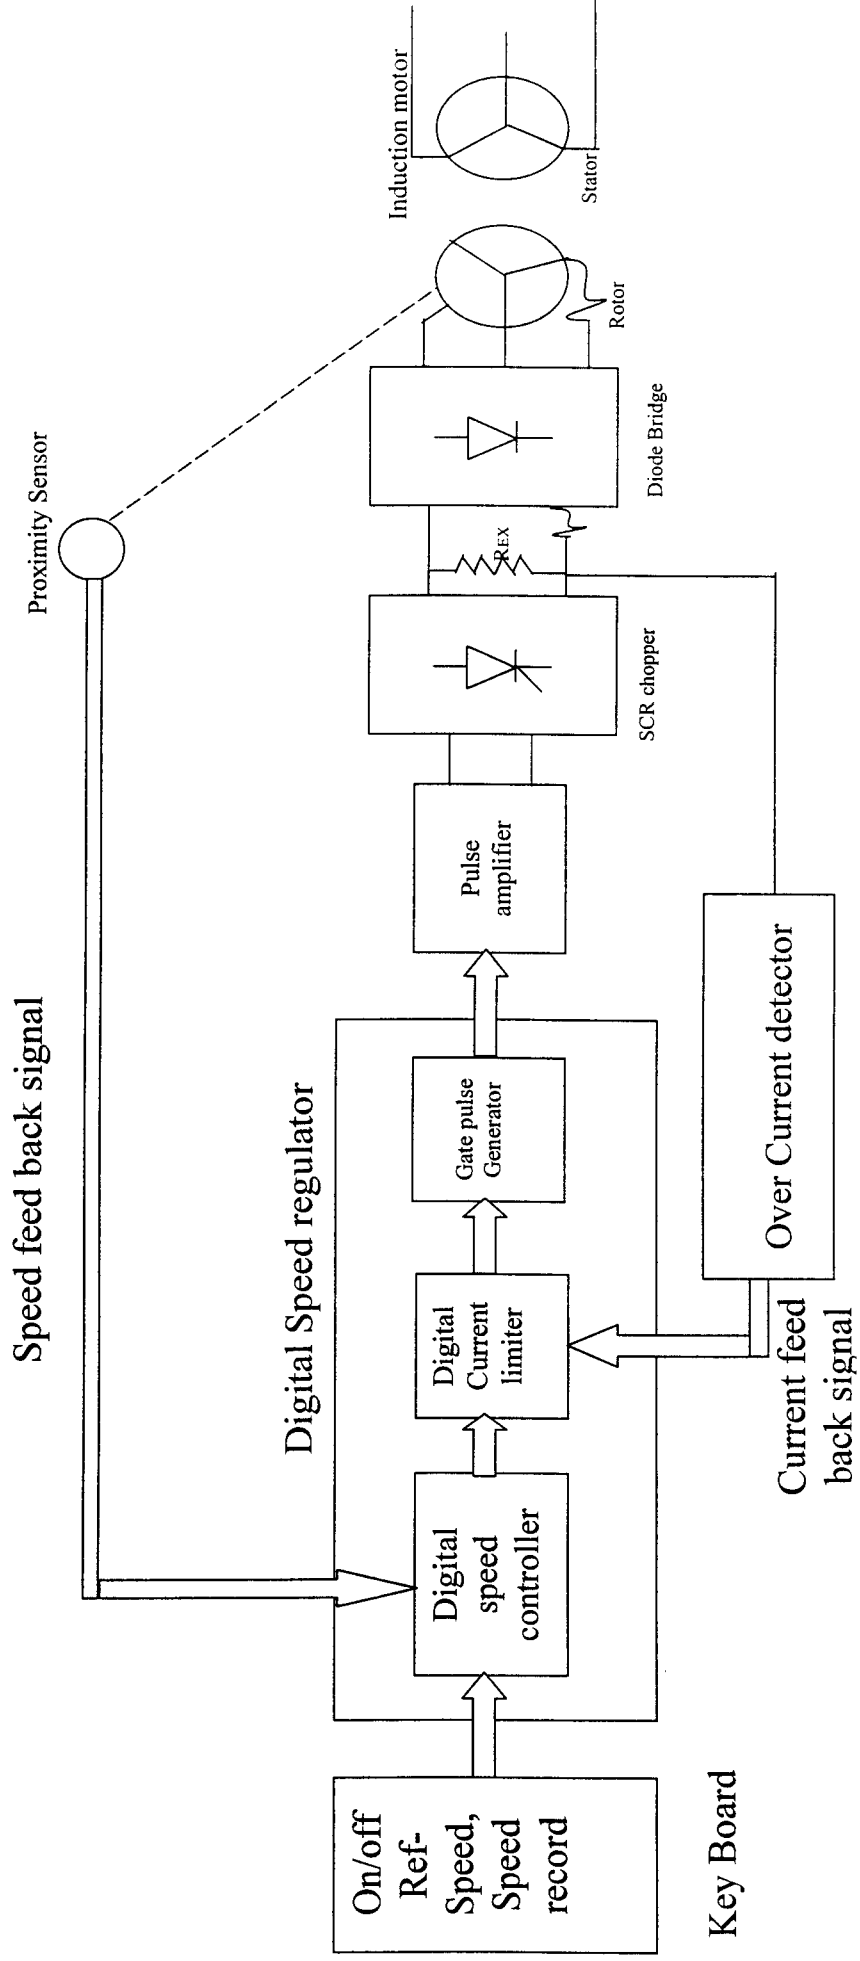 Speed feed back signal
Proximity Sensor
Induction motor
Digital Speed regulator
On/off
Ref-
Speed,
Speed
record
Digital
speed
controller
Digital
Current
limiter
Gate pulse
Generator
Pulse
amplifier
REX
Stator
Rotor
SCR chopper
Diode Bridge
Key Board
Current feed
back signal
Over Current detector